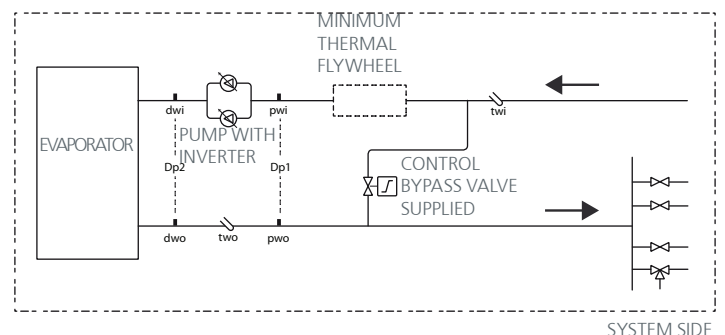 MINIMUM
THERMAL
FLYWHEEL
dwi
pwi
twi
EVAPORATOR
PUMP WITH
INVERTER
Dp2
Dp1
CONTROL
BYPASS VALVE
SUPPLIED
dwo
two
pwo
SYSTEM SIDE